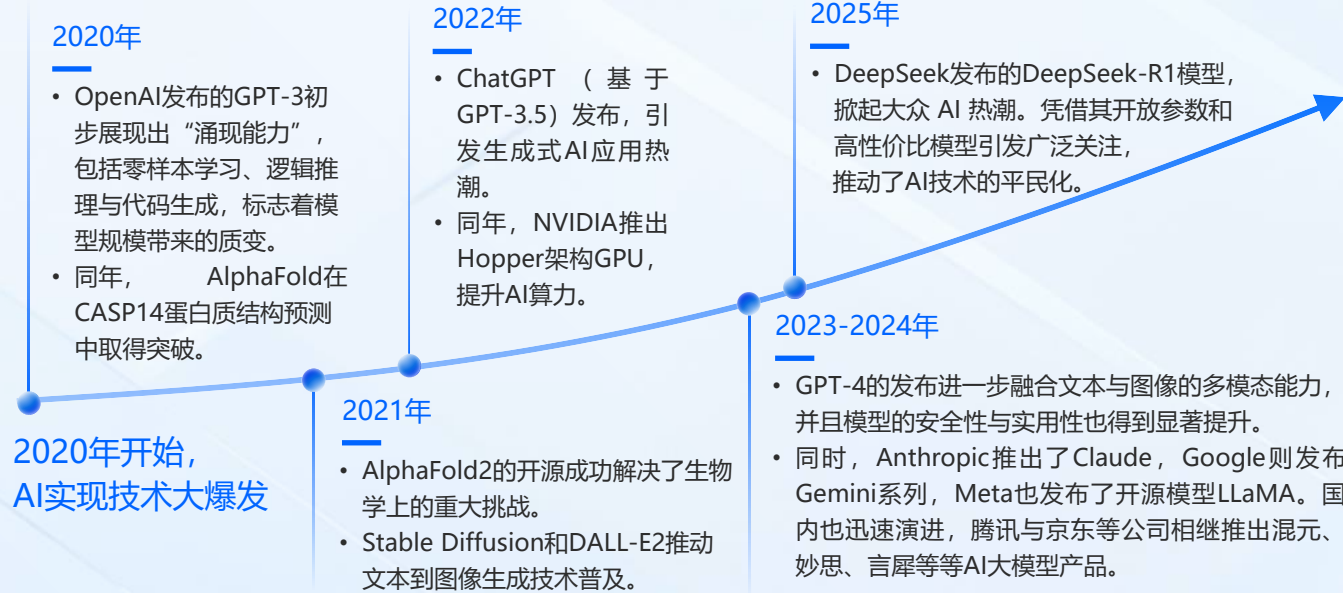 2020年
• OpenAI发布的GPT-3初
步展现出“涌现能力”，
包括零样本学习、逻辑推
理与代码生成，标志着模
型规模带来的质变。
• 同年， AlphaFold在
CASP14蛋白质结构预测
中取得突破。
2020年开始，
AI实现技术大爆发
2021年
• AlphaFold2的开源成功解决了生物
学上的重大挑战。
• Stable Diffusion和DALL-E2推动
文本到图像生成技术普及。
2022年
• ChatGPT （基于
GPT-3.5）发布，引
发生成式AI应用热
潮。
• 同年，NVIDIA推出
Hopper架构GPU，
提升AI算力。
2023-2024年
• GPT-4的发布进一步融合文本与图像的多模态能力，
并且模型的安全性与实用性也得到显著提升。
• 同时，Anthropic推出了Claude，Google则发布
Gemini系列，Meta也发布了开源模型LLaMA。国
内也迅速演进，腾讯与京东等公司相继推出混元、
妙思、言犀等等AI大模型产品。
2025年
• DeepSeek发布的DeepSeek-R1模型，
掀起大众 AI 热潮。凭借其开放参数和
高性价比模型引发广泛关注，
推动了AI技术的平民化。